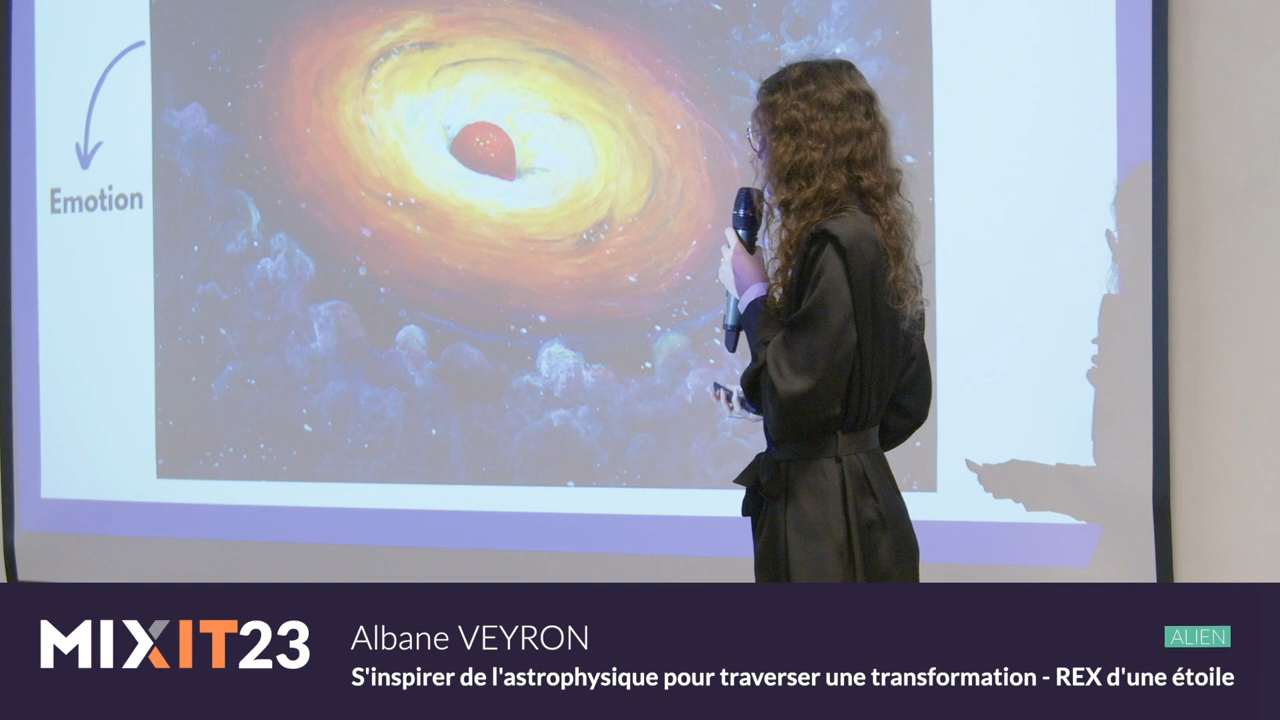 Emotion
MIXIT23
Albane VEYRON
ALIEN
S'inspirer de l'astrophysique pour traverser une transformation - REX d'une étoile